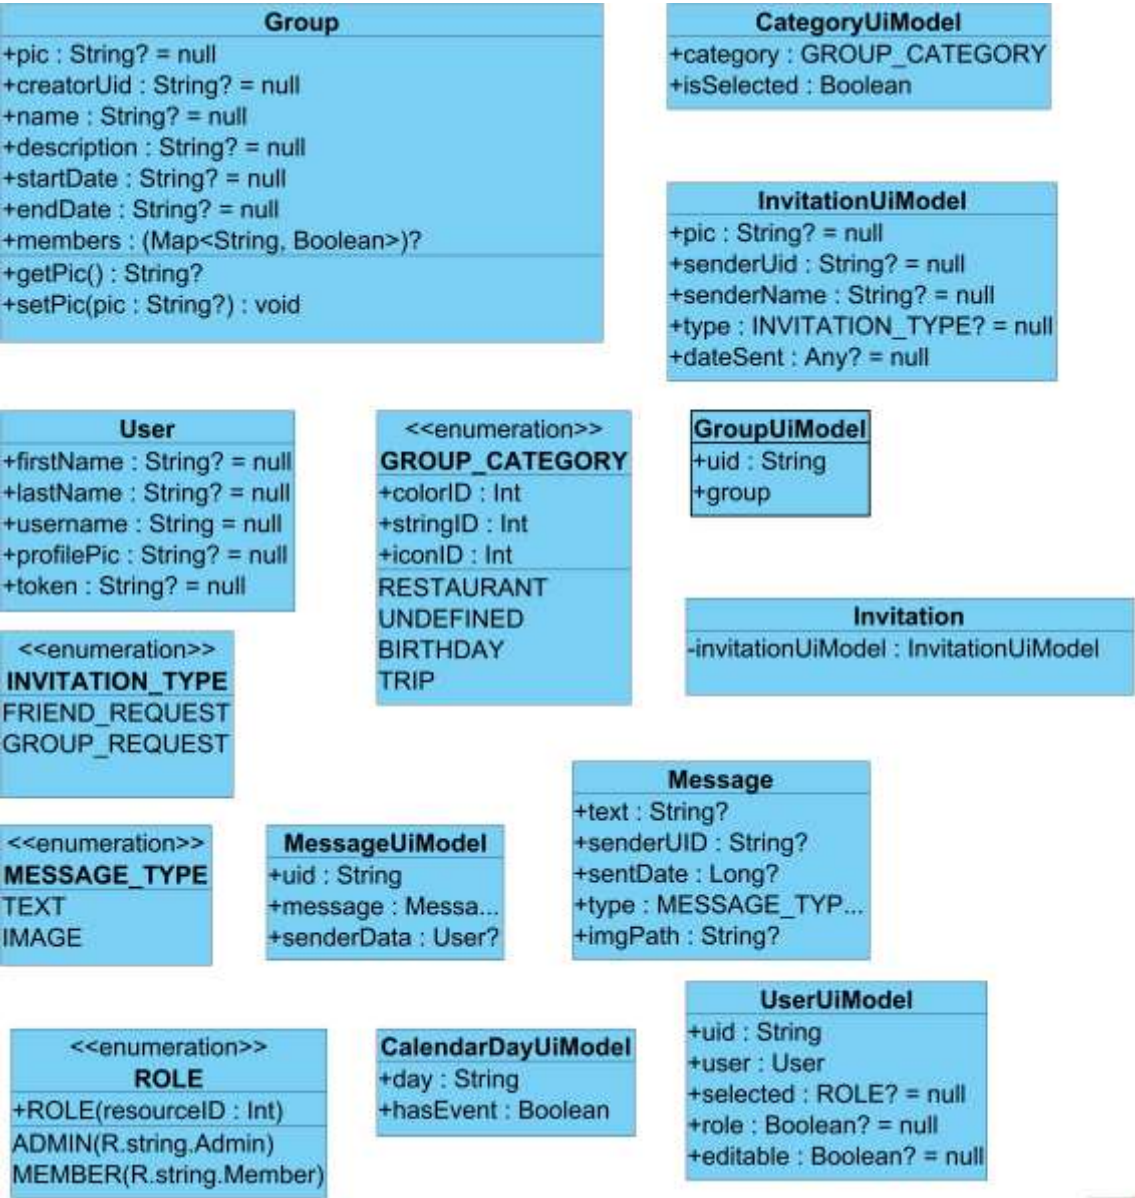 Group
+pic : String? = null
+creatorUid : String? = null
+name : String? = null
+description : String? = null
+startDate : String? = null
+endDate : String? = null
+members : (Map<String, Boolean>)?
+getPic() : String?
+setPic(pic : String?) : void
CategoryUiModel
+category : GROUP_CATEGORY
+isSelected : Boolean
InvitationUiModel
+pic : String? = null
+senderUid : String? = null
+senderName : String? = null
+type : INVITATION_TYPE? = null
+dateSent : Any? = null
User
+firstName : String? = null
+lastName : String? = null
+username : String = null
+profilePic : String? = null
+token : String? = null
<<enumeration>>
GROUP_CATEGORY
+colorID : Int
+stringID : Int
+iconID : Int
RESTAURANT
UNDEFINED
BIRTHDAY
TRIP
GroupUiModel
+uid : String
+group
Invitation
-invitationUiModel : InvitationUiModel
<<enumeration>>
INVITATION_TYPE
FRIEND_REQUEST
GROUP_REQUEST
<<enumeration>>
MESSAGE_TYPE
TEXT
IMAGE
MessageUiModel
+uid : String
+message : Messa...
+senderData : User?
Message
+text : String?
+senderUID : String?
+sentDate : Long?
+type : MESSAGE_TYP...
+imgPath : String?
<<enumeration>>
ROLE
+ROLE(resourceID : Int)
ADMIN(R.string.Admin)
MEMBER(R.string.Member)
CalendarDayUiModel
+day : String
+hasEvent : Boolean
UserUiModel
+uid : String
+user : User
+selected : ROLE? = null
+role : Boolean? = null
+editable : Boolean? = null